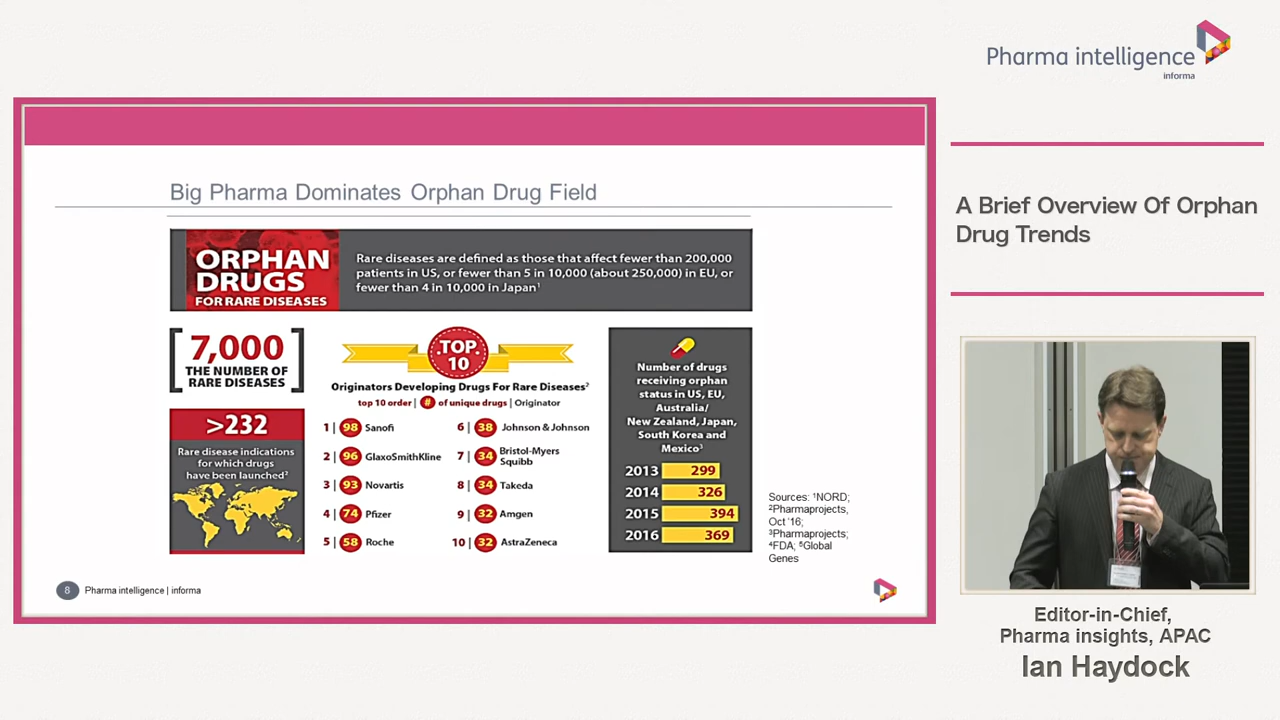 Pharma intelligence
informa
Big Pharma Dominates Orphan Drug Field
ORPHAN
DRUGS
FOR RARE DISEASES
Rare diseases are defined as those that affect fewer than 200,000
patients in US, or fewer than 5 in 10,000 (about 250,000) in EU, or
fewer than 4 in 10,000 in Japan¹
7,000
THE NUMBER OF
RARE DISEASES
>232
Rare disease indications
for which drugs
have been launched³
TOP
10
Originators Developing Drugs For Rare Diseases²
top 10 order | # of unique drugs | Originator
1 | 98 Sanofi
2 | 96 GlaxoSmithKline
3 | 93 Novartis
4 | 74 Pfizer
5 | 58 Roche
6 | 38 Johnson & Johnson
7 | 34 Bristol-Myers
Squibb
8 | 34 Takeda
9 | 32 Amgen
10 | 32 AstraZeneca
Number of drugs
receiving orphan
status in US, EU,
Australia/
New Zealand, Japan,
South Korea and
Mexico³
2013 299
2014 326
2015 394
2016 369
Sources: ¹NORD;
²Pharmaprojects,
Oct '16;
³Pharmaprojects;
⁴FDA; ⁵Global
Genes
8 Pharma intelligence | informa
A Brief Overview Of Orphan
Drug Trends
Editor-in-Chief,
Pharma insights, APAC
Ian Haydock